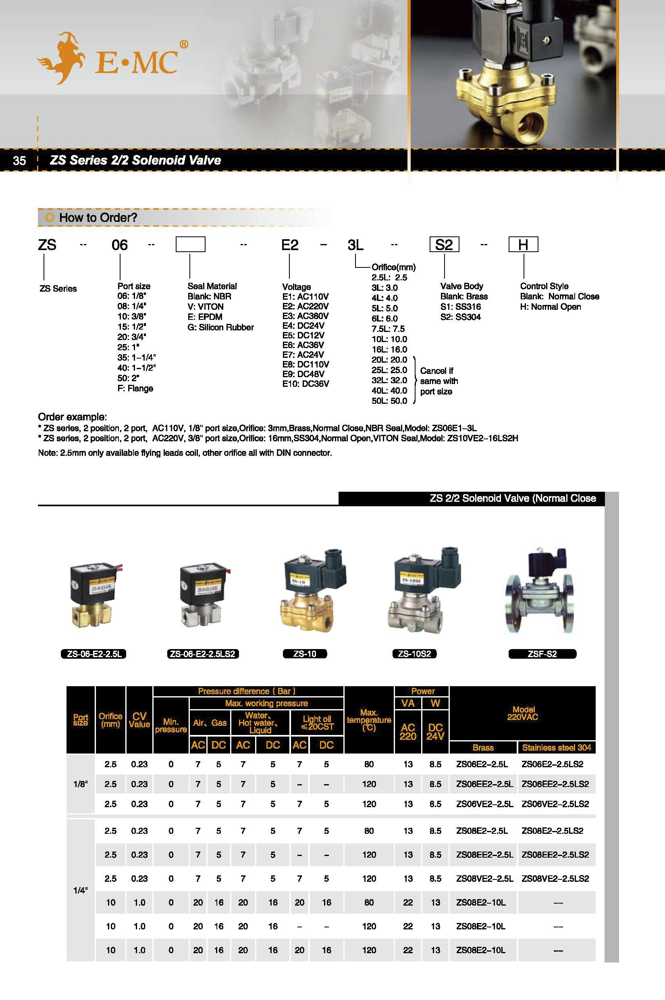 E•MC®
35 ZS Series 2/2 Solenoid Valve
How to Order?
ZS -- 06 -- -- E2 – 3L -- S2 -- H
ZS Series
Port size
06: 1/8"
08: 1/4"
10: 3/8"
15: 1/2"
20: 3/4"
25: 1"
35: 1–1/4"
40: 1–1/2"
50: 2"
F: Flange
Seal Material
Blank: NBR
V: VITON
E: EPDM
G: Silicon Rubber
Voltage
E1: AC110V
E2: AC220V
E3: AC380V
E4: DC24V
E5: DC12V
E6: AC36V
E7: AC24V
E8: DC110V
E9: DC48V
E10: DC36V
Orifice(mm)
2.5L: 2.5
3L: 3.0
4L: 4.0
5L: 5.0
6L: 6.0
7.5L: 7.5
10L: 10.0
16L: 16.0
20L: 20.0
25L: 25.0
32L: 32.0
40L: 40.0
50L: 50.0
Cancel if
same with
port size
Valve Body
Blank: Brass
S1: SS316
S2: SS304
Control Style
Blank: Normal Close
H: Normal Open
Order example:
* ZS series, 2 position, 2 port, AC110V, 1/8" port size,Orifice: 3mm,Brass,Normal Close,NBR Seal,Model: ZS06E1–3L
* ZS series, 2 position, 2 port, AC220V, 3/8" port size,Orifice: 16mm,SS304,Normal Open,VITON Seal,Model: ZS10VE2–16LS2H
Note: 2.5mm only available flying leads coil, other orifice all with DIN connector.
ZS 2/2 Solenoid Valve (Normal Close
ZS-10
ZS-10S2
ZS-06-E2-2.5L ZS-06-E2-2.5LS2 ZS-10 ZS-10S2 ZSF-S2
Port size
Orifice (mm)
CV Value
Pressure difference ( Bar )
Min. pressure
Max. working pressure
Air、Gas
Water、
Hot water、
Liquid
Light oil
≤20CST
AC DC AC DC AC DC
Max. temperature (℃)
Power
VA W
AC 220
DC 24V
Model
220VAC
Brass Stainless steel 304
1/8"
2.5 0.23 0 7 5 7 5 7 5 80 13 8.5 ZS06E2–2.5L ZS06E2–2.5LS2
2.5 0.23 0 7 5 7 5 – – 120 13 8.5 ZS06EE2–2.5L ZS06EE2–2.5LS2
2.5 0.23 0 7 5 7 5 7 5 120 13 8.5 ZS06VE2–2.5L ZS06VE2–2.5LS2
1/4"
2.5 0.23 0 7 5 7 5 7 5 80 13 8.5 ZS08E2–2.5L ZS08E2–2.5LS2
2.5 0.23 0 7 5 7 5 – – 120 13 8.5 ZS08EE2–2.5L ZS08EE2–2.5LS2
2.5 0.23 0 7 5 7 5 7 5 120 13 8.5 ZS08VE2–2.5L ZS08VE2–2.5LS2
10 1.0 0 20 16 20 16 20 16 80 22 13 ZS08E2–10L ––
10 1.0 0 20 16 20 16 – – 120 22 13 ZS08E2–10L ––
10 1.0 0 20 16 20 16 20 16 120 22 13 ZS08E2–10L ––